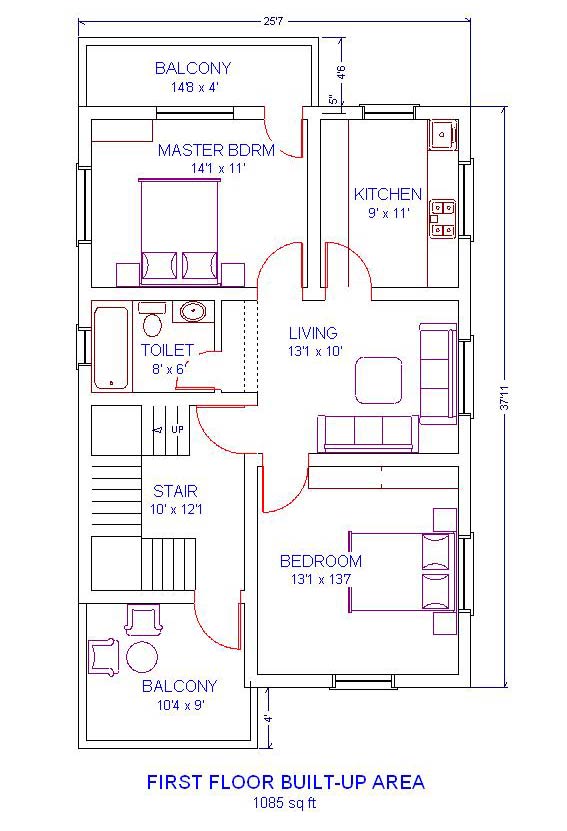 25'7
BALCONY
14'8 x 4'
4'6
5"
MASTER BDRM
14'1 x 11'
KITCHEN
9' x 11'
LIVING
13'1 x 10'
TOILET
8' x 6'
37'11
UP
STAIR
10' x 12'1
BEDROOM
13'1 x 137
BALCONY
10'4 x 9'
4'
FIRST FLOOR BUILT-UP AREA
1085 sq ft